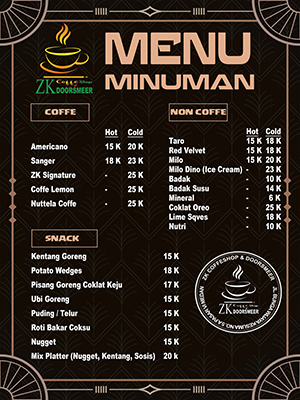 Coffee Shop
ZK DOORSMEER
MENU
MINUMAN
COFFE
Hot Cold
Americano 15 K 20 K
Sanger 18 K 23 K
ZK Signature - 25 K
Coffe Lemon - 25 K
Nuttela Coffe - 25 K
NON COFFE
Hot Cold
Taro 15 K 18 K
Red Velvet 15 K 18 K
Milo 15 K 20 K
Milo Dino (Ice Cream) - 23 K
Badak - 10 K
Badak Susu - 14 K
Mineral - 6 K
Coklat Oreo - 25 K
Lime Sqves - 18 K
Nutri - 10 K
SNACK
Kentang Goreng 15 K
Potato Wedges 18 K
Pisang Goreng Coklat Keju 17 K
Ubi Goreng 15 K
Puding / Telur 15 K
Roti Bakar Coksu 15 K
Nugget 15 K
Mix Platter (Nugget, Kentang, Sosis) 20 k
ZK COFFESHOP & DOORSMEER
ZK DOORSMEER